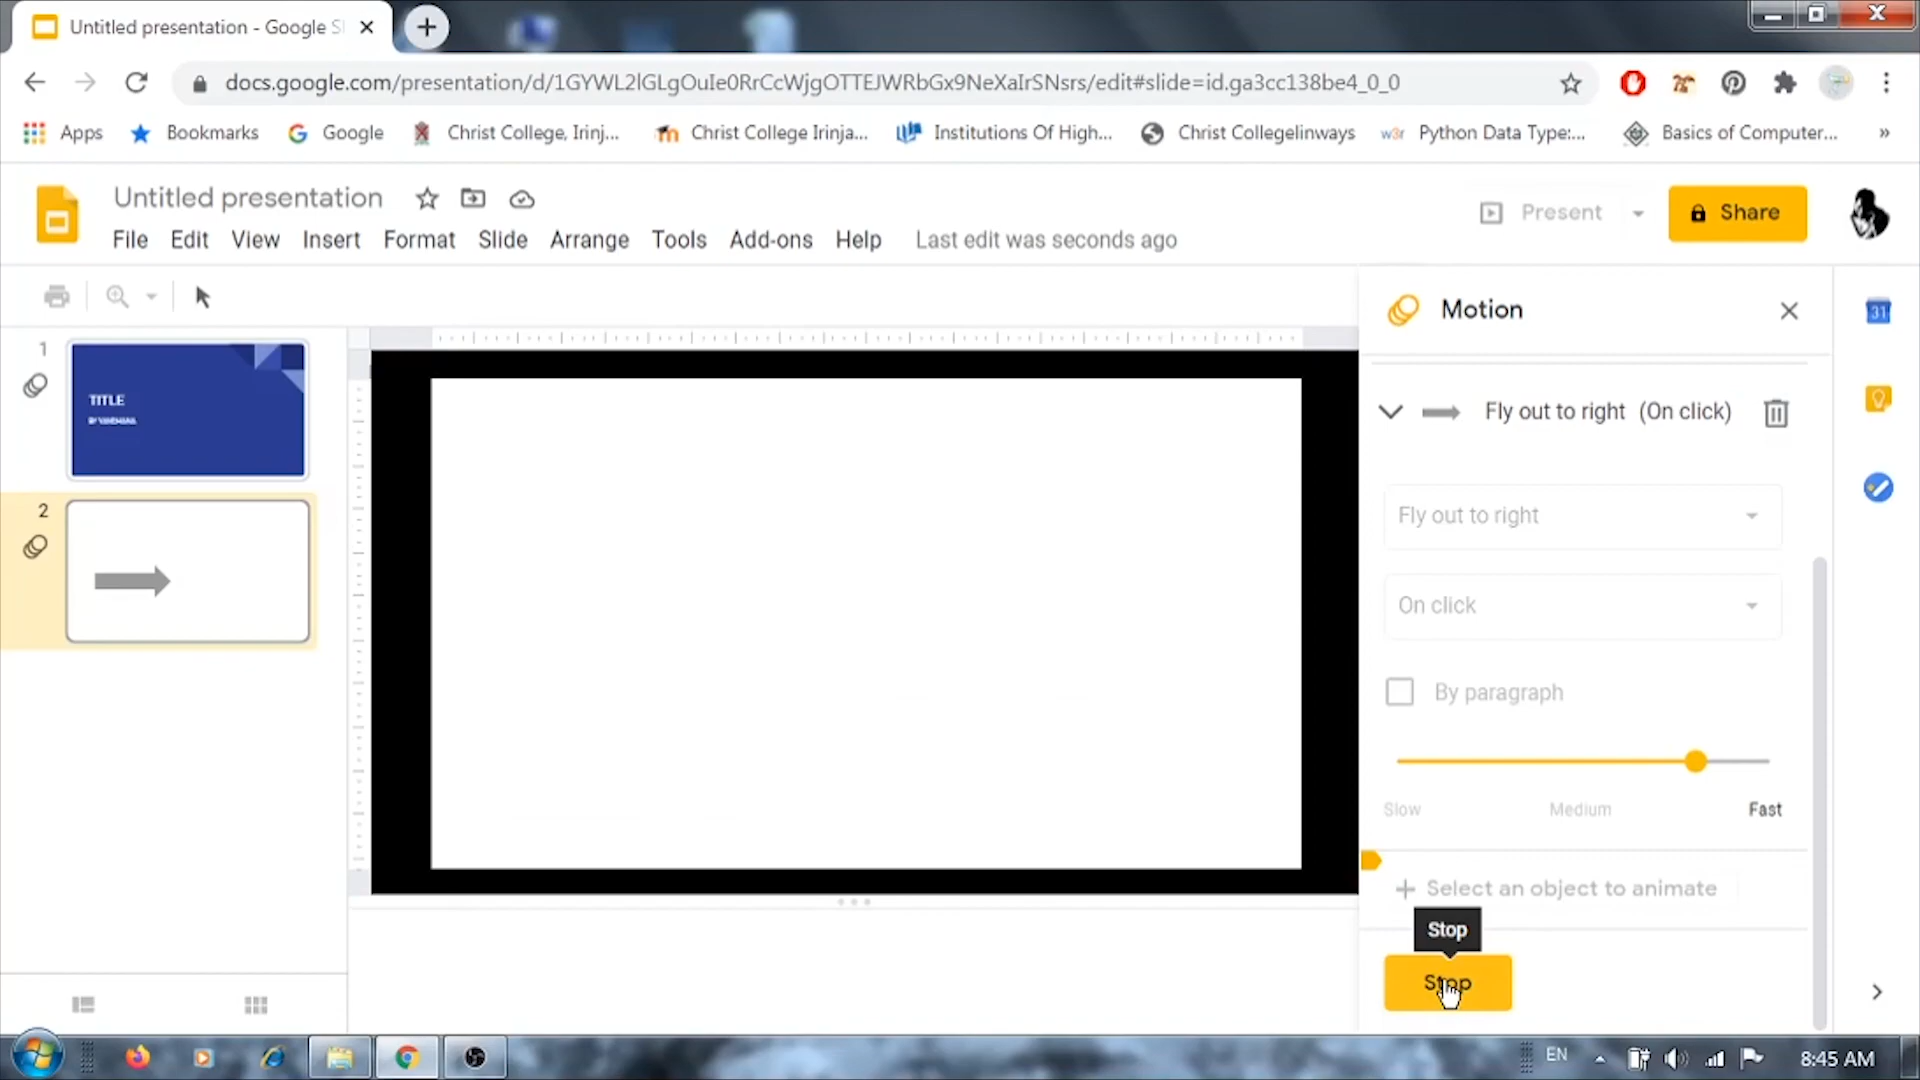 Untitled presentation - Google Sl
docs.google.com/presentation/d/1GYWL2lGLgOuIe0RrCcWjgOTTEJWRbGx9NeXaIrSNsrs/edit#slide=id.ga3cc138be4_0_0
Apps
Bookmarks
Google
Christ College, Irinj...
Christ College Irinja...
Institutions Of High...
Christ Collegelinways
Python Data Type:...
Basics of Computer...
»
Untitled presentation
Present
Share
File Edit View Insert Format Slide Arrange Tools Add-ons Help Last edit was seconds ago
Motion
31
1
TITLE
2
Fly out to right (On click)
Fly out to right
On click
By paragraph
Slow Medium Fast
+ Select an object to animate
Stop
Stop
EN
8:45 AM